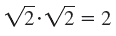 √2·√2 = 2